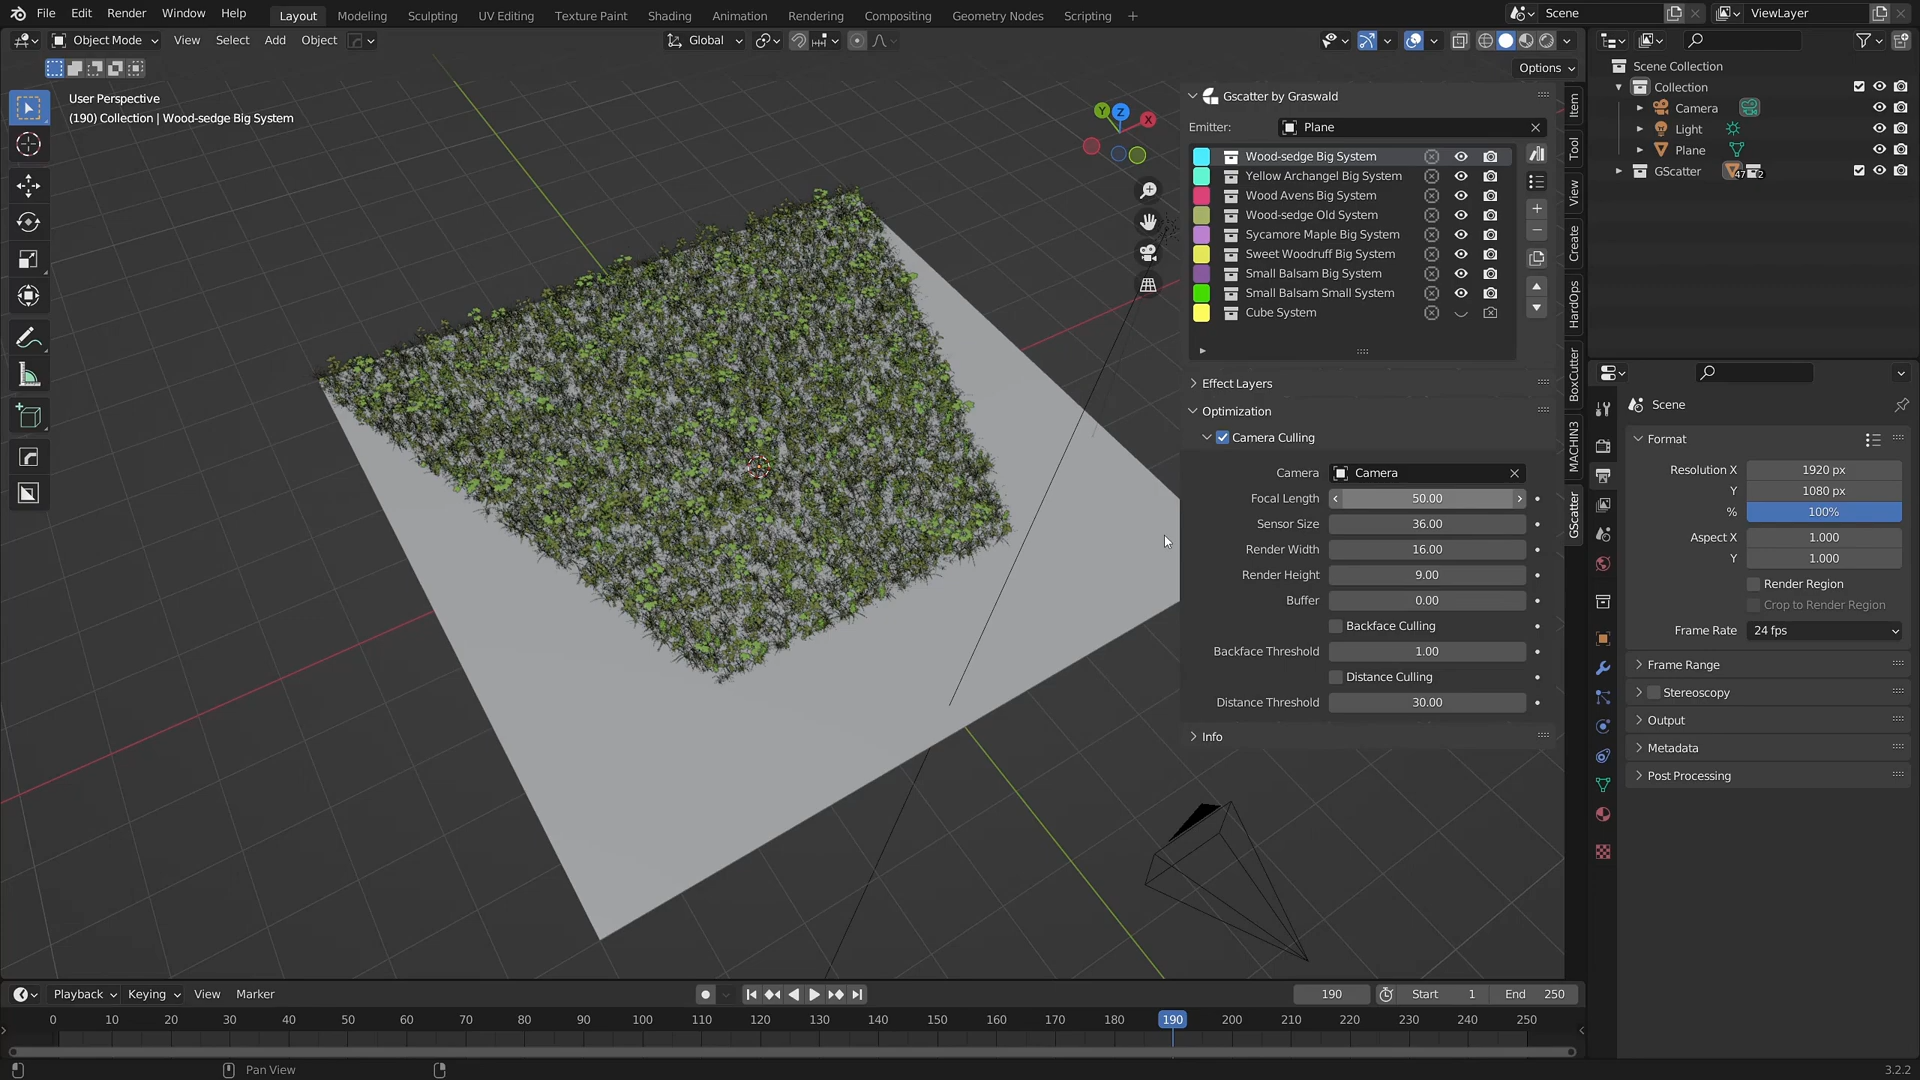 File Edit Render Window Help Layout Modeling Sculpting UV Editing Texture Paint Shading Animation Rendering Compositing Geometry Nodes Scripting Scene ViewLayer
Object Mode View Select Add Object Global
Options
User Perspective
(190) Collection | Wood-sedge Big System
Y Z X
Gscatter by Graswald
Emitter: Plane
Wood-sedge Big System
Yellow Archangel Big System
Wood Avens Big System
Wood-sedge Old System
Sycamore Maple Big System
Sweet Woodruff Big System
Small Balsam Big System
Small Balsam Small System
Cube System
Effect Layers
Optimization
Camera Culling
Camera Camera
Focal Length 50.00
Sensor Size 36.00
Render Width 16.00
Render Height 9.00
Buffer 0.00
Backface Culling
Backface Threshold 1.00
Distance Culling
Distance Threshold 30.00
Info
Item
Tool
View
Create
HardOps
BoxCutter
MACHIN3
GScatter
Scene Collection
Collection
Camera
Light
Plane
GScatter 47 2
Scene
Format
Resolution X 1920 px
Y 1080 px
% 100%
Aspect X 1.000
Y 1.000
Render Region
Crop to Render Region
Frame Rate 24 fps
Frame Range
Stereoscopy
Output
Metadata
Post Processing
Playback Keying View Marker 190 Start 1 End 250
0 10 20 30 40 50 60 70 80 90 100 110 120 130 140 150 160 170 180 190 200 210 220 230 240 250
Pan View 3.2.2